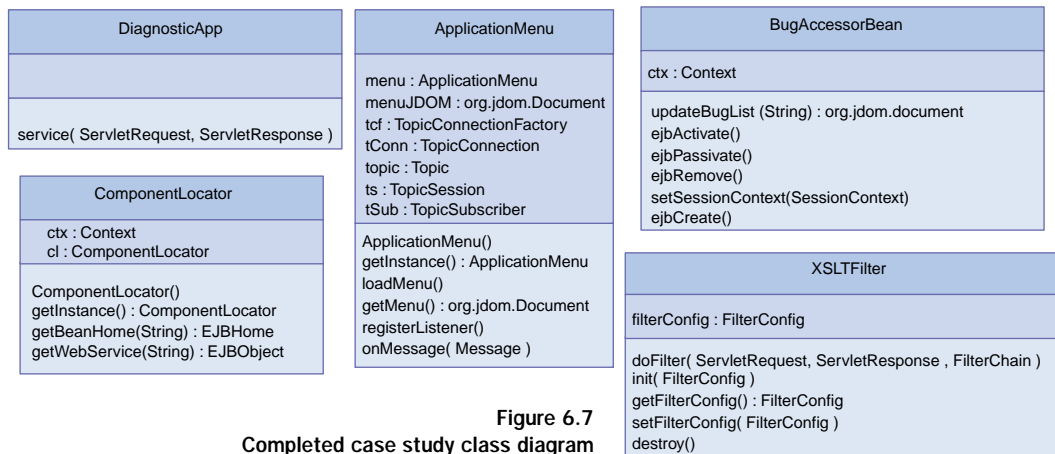 DiagnosticApp
service( ServletRequest, ServletResponse )
ComponentLocator
ctx : Context
cl : ComponentLocator
ComponentLocator()
getInstance() : ComponentLocator
getBeanHome(String) : EJBHome
getWebService(String) : EJBObject
ApplicationMenu
menu : ApplicationMenu
menuJDOM : org.jdom.Document
tcf : TopicConnectionFactory
tConn : TopicConnection
topic : Topic
ts : TopicSession
tSub : TopicSubscriber
ApplicationMenu()
getInstance() : ApplicationMenu
loadMenu()
getMenu() : org.jdom.Document
registerListener()
onMessage( Message )
BugAccessorBean
ctx : Context
updateBugList (String) : org.jdom.document
ejbActivate()
ejbPassivate()
ejbRemove()
setSessionContext(SessionContext)
ejbCreate()
XSLTFilter
filterConfig : FilterConfig
doFilter( ServletRequest, ServletResponse , FilterChain )
init( FilterConfig )
getFilterConfig() : FilterConfig
setFilterConfig( FilterConfig )
destroy()
Figure 6.7
Completed case study class diagram